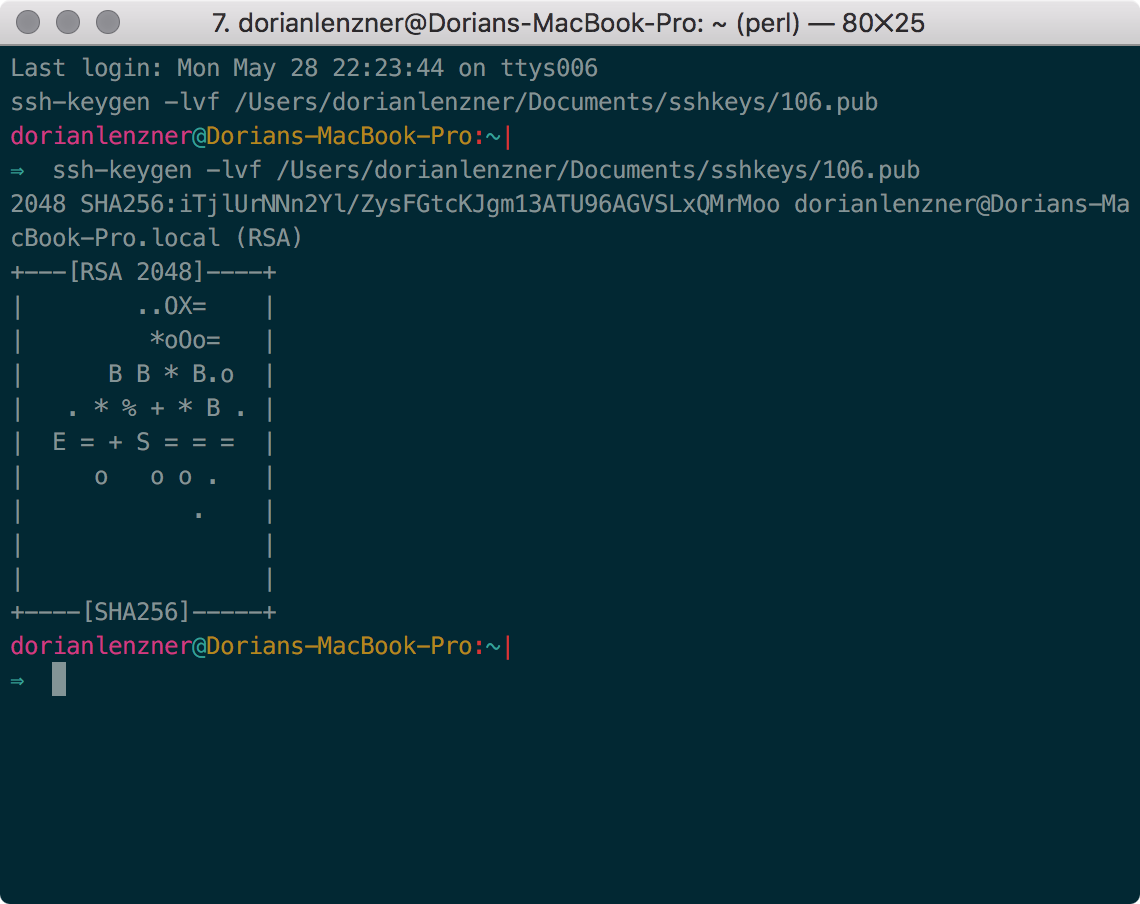 7. dorianlenzner@Dorians-MacBook-Pro: ~ (perl) — 80×25
Last login: Mon May 28 22:23:44 on ttys006
ssh-keygen -lvf /Users/dorianlenzner/Documents/sshkeys/106.pub
dorianlenzner@Dorians-MacBook-Pro:~|
⇒  ssh-keygen -lvf /Users/dorianlenzner/Documents/sshkeys/106.pub
2048 SHA256:iTjlUrNNn2Yl/ZysFGtcKJgm13ATU96AGVSLxQMrMoo dorianlenzner@Dorians-Ma
cBook-Pro.local (RSA)
+---[RSA 2048]----+
|        ..OX=    |
|         *oOo=   |
|      B B * B.o  |
|   . * % + * B . |
|  E = + S = = =  |
|     o   o o .   |
|            .    |
|                 |
|                 |
+----[SHA256]-----+
dorianlenzner@Dorians-MacBook-Pro:~|
⇒